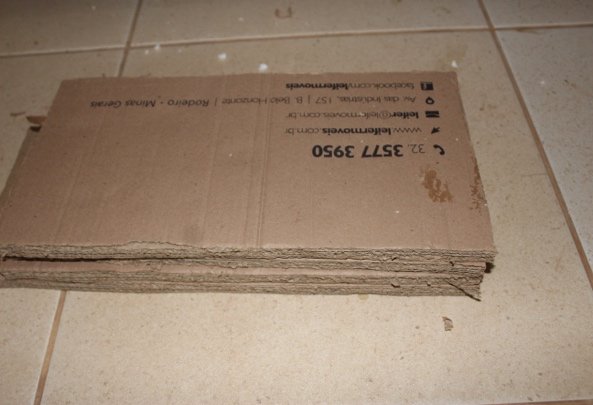 32. 3577 3950
www.leifermoveis.com.br
leifer@leifermoveis.com.br
Av. das Indústrias, 157 | B. Belo Horizonte | Rodeiro - Minas Gerais
facebook.com/leifermoveis